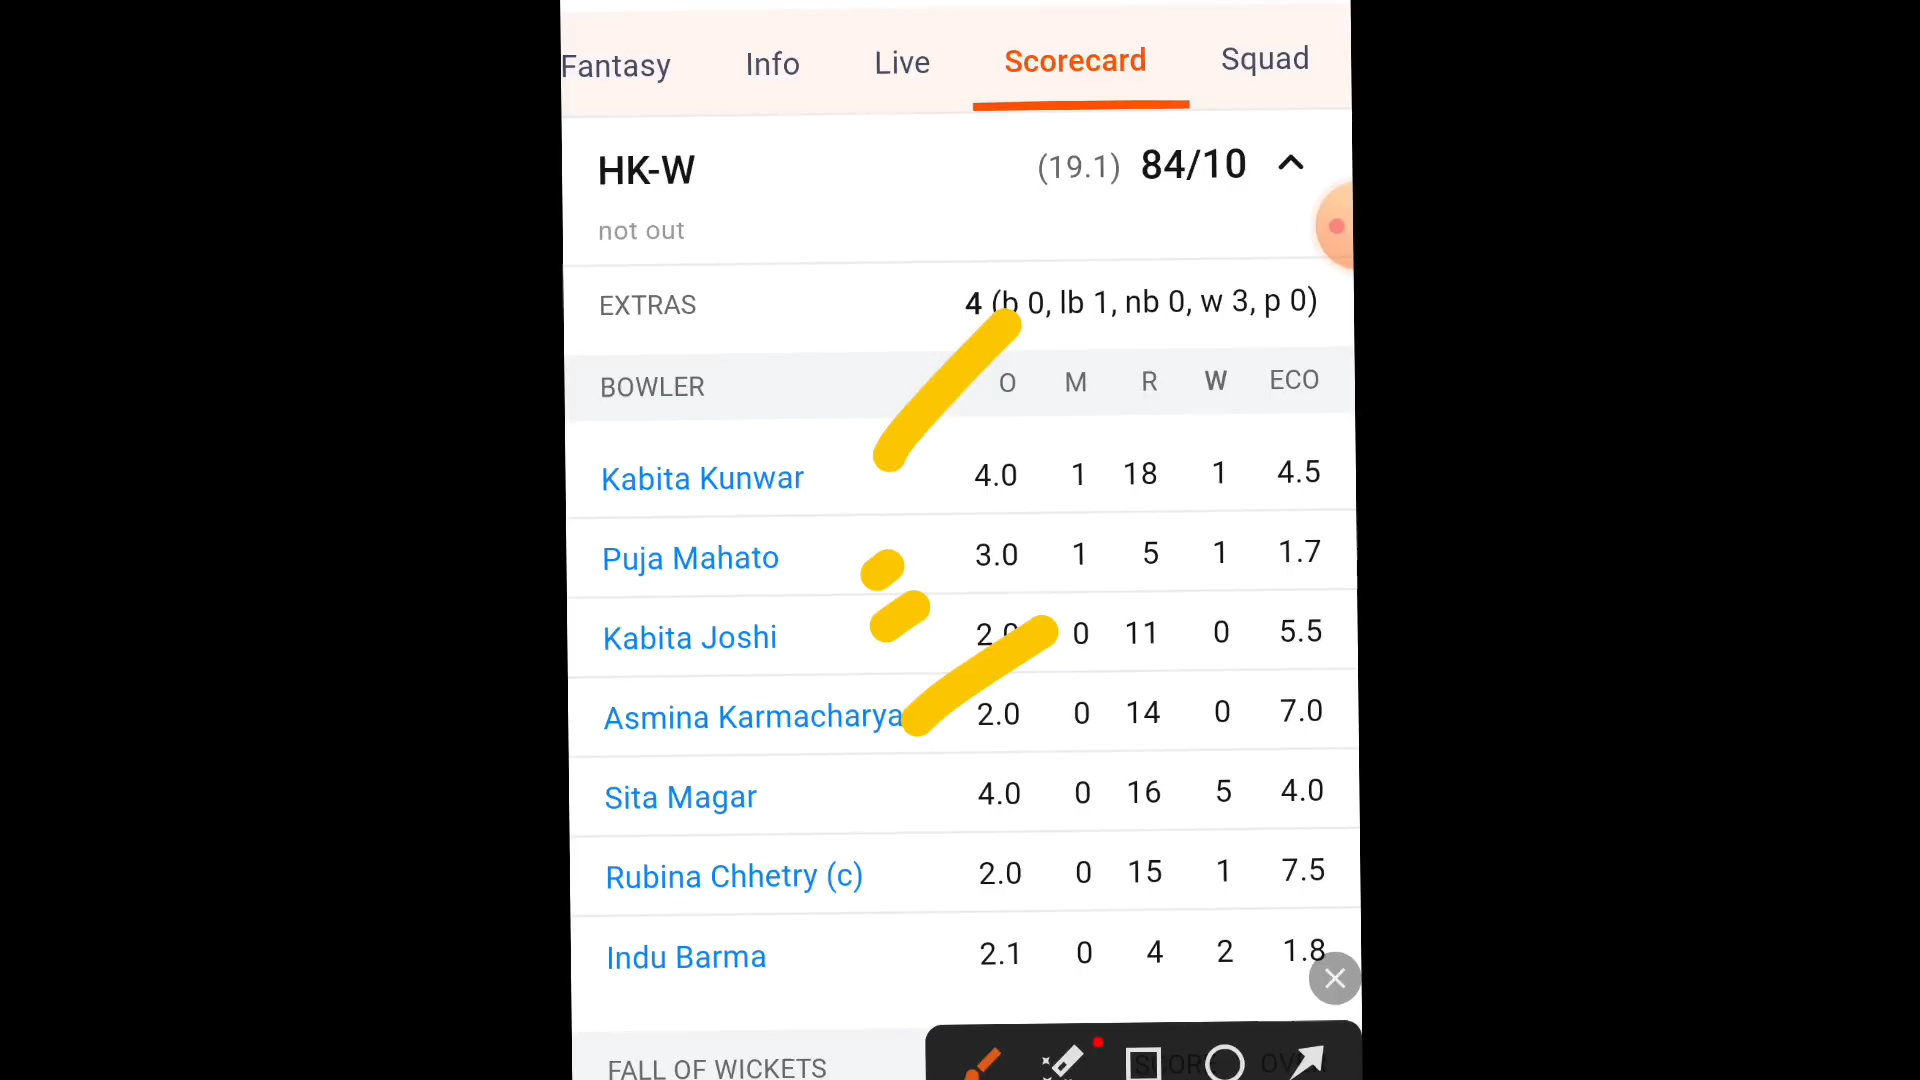 Fantasy Info Live Scorecard Squad
HK-W (19.1) 84/10
not out
EXTRAS 4 (b 0, lb 1, nb 0, w 3, p 0)
BOWLER O M R W ECO
Kabita Kunwar 4.0 1 18 1 4.5
Puja Mahato 3.0 1 5 1 1.7
Kabita Joshi 2.0 0 11 0 5.5
Asmina Karmacharya 2.0 0 14 0 7.0
Sita Magar 4.0 0 16 5 4.0
Rubina Chhetry (c) 2.0 0 15 1 7.5
Indu Barma 2.1 0 4 2 1.8
FALL OF WICKETS